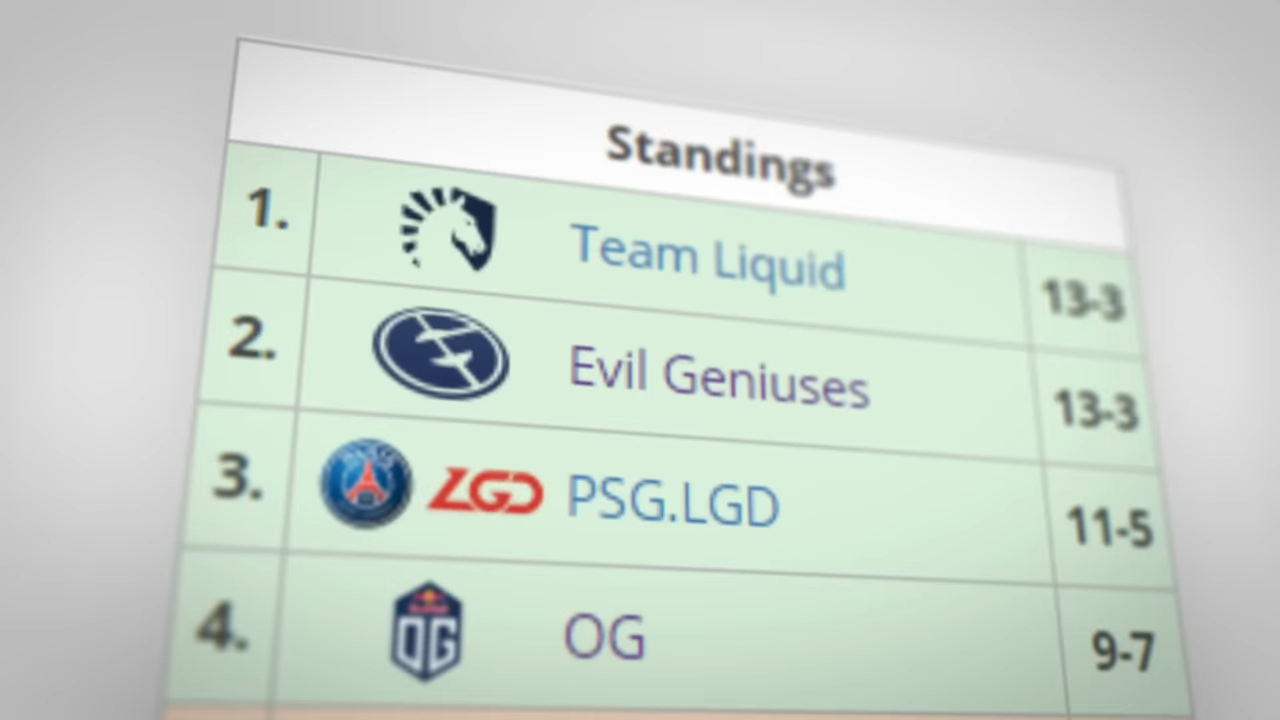 Standings
1. Team Liquid 13-3
2. Evil Geniuses 13-3
3. LGD PSG.LGD 11-5
4. OG OG 9-7